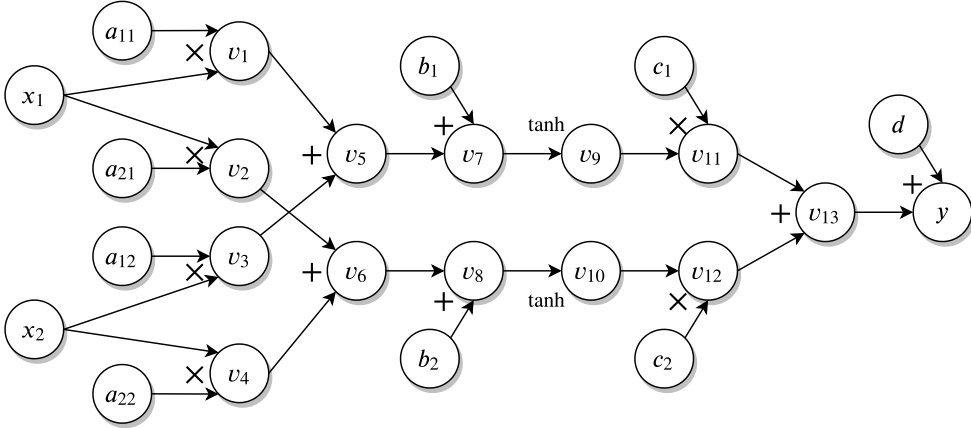 a₁₁
×
v₁
x₁
b₁
c₁
a₂₁
×
v₂
+
v₅
+
v₇
tanh
v₉
×
v₁₁
d
+
y
+
v₁₃
a₁₂
×
v₃
x₂
+
v₆
v₈
+
tanh
v₁₀
v₁₂
×
×
v₄
a₂₂
b₂
c₂